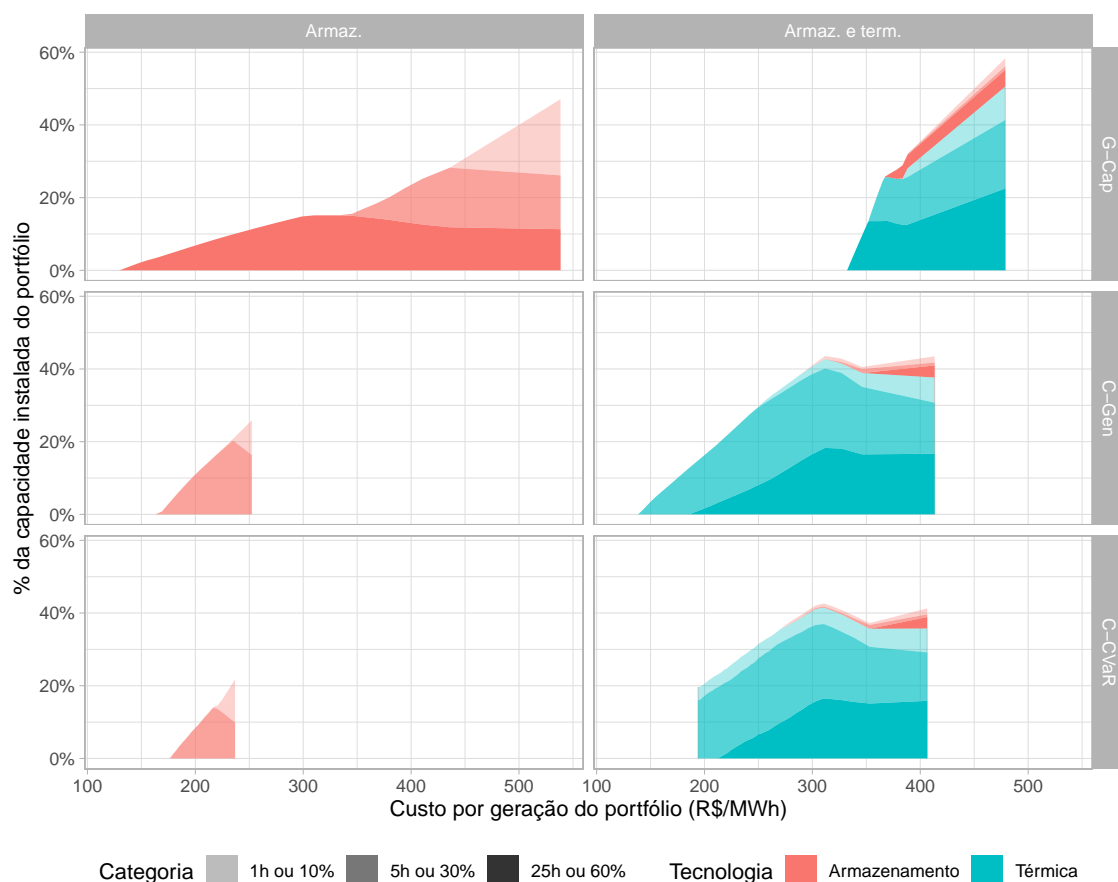 Armaz.
Armaz. e term.
60%
40%
20%
0%
G−Cap
60%
40%
20%
0%
C−Gen
60%
40%
20%
0%
C−CVaR
% da capacidade instalada do portfólio
100 200 300 400 500
100 200 300 400 500
Custo por geração do portfólio (R$/MWh)
Categoria 1h ou 10% 5h ou 30% 25h ou 60% Tecnologia Armazenamento Térmica